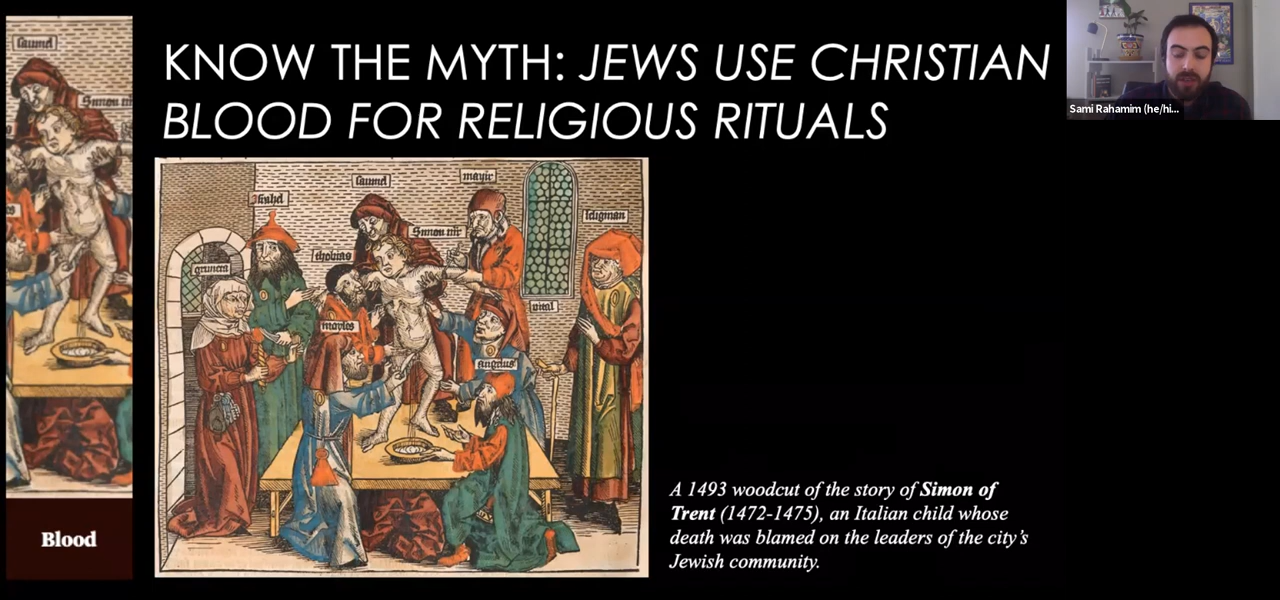 KNOW THE MYTH: JEWS USE CHRISTIAN
BLOOD FOR RELIGIOUS RITUALS
Sami Rahamim (he/hi...
Blood
A 1493 woodcut of the story of Simon of
Trent (1472-1475), an Italian child whose
death was blamed on the leaders of the city's
Jewish community.
vital